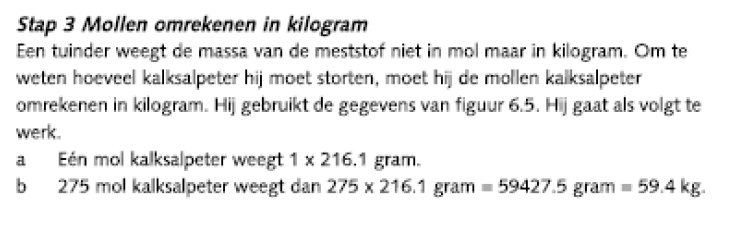 Stap 3 Mollen omrekenen in kilogram
Een tuinder weegt de massa van de meststof niet in mol maar in kilogram. Om te
weten hoeveel kalksalpeter hij moet storten, moet hij de mollen kalksalpeter
omrekenen in kilogram. Hij gebruikt de gegevens van figuur 6.5. Hij gaat als volgt te
werk.
a Eén mol kalksalpeter weegt 1 x 216.1 gram.
b 275 mol kalksalpeter weegt dan 275 x 216.1 gram = 59427.5 gram = 59.4 kg.